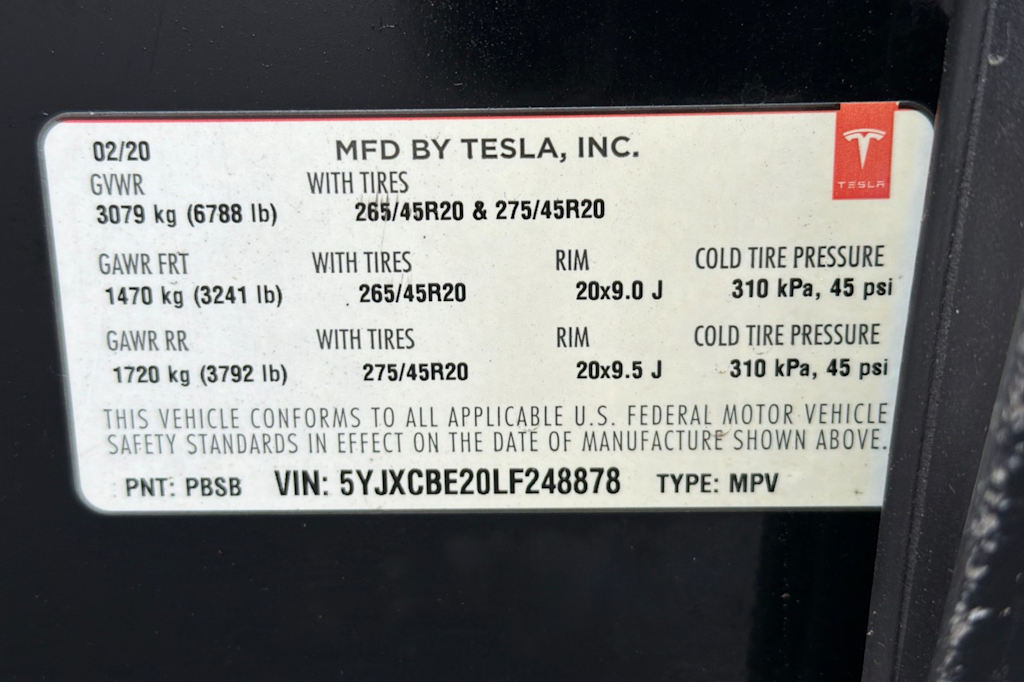 02/20 MFD BY TESLA, INC.
TESLA
GVWR WITH TIRES
3079 kg (6788 lb) 265/45R20 & 275/45R20
GAWR FRT WITH TIRES RIM COLD TIRE PRESSURE
1470 kg (3241 lb) 265/45R20 20x9.0 J 310 kPa, 45 psi
GAWR RR WITH TIRES RIM COLD TIRE PRESSURE
1720 kg (3792 lb) 275/45R20 20x9.5 J 310 kPa, 45 psi
THIS VEHICLE CONFORMS TO ALL APPLICABLE U.S. FEDERAL MOTOR VEHICLE
SAFETY STANDARDS IN EFFECT ON THE DATE OF MANUFACTURE SHOWN ABOVE.
PNT: PBSB VIN: 5YJXCBE20LF248878 TYPE: MPV